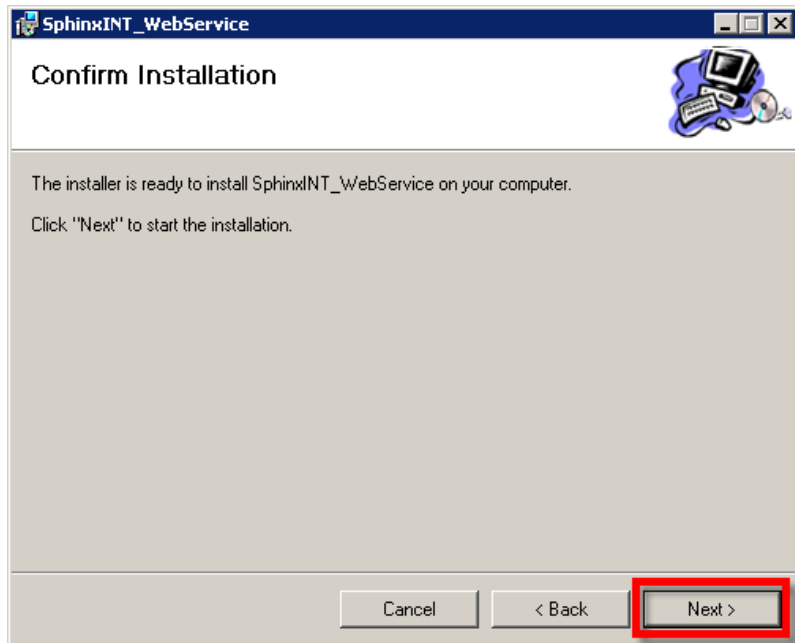 SphinxINT_WebService
Confirm Installation
The installer is ready to install SphinxINT_WebService on your computer.
Click "Next" to start the installation.
Cancel
< Back
Next >